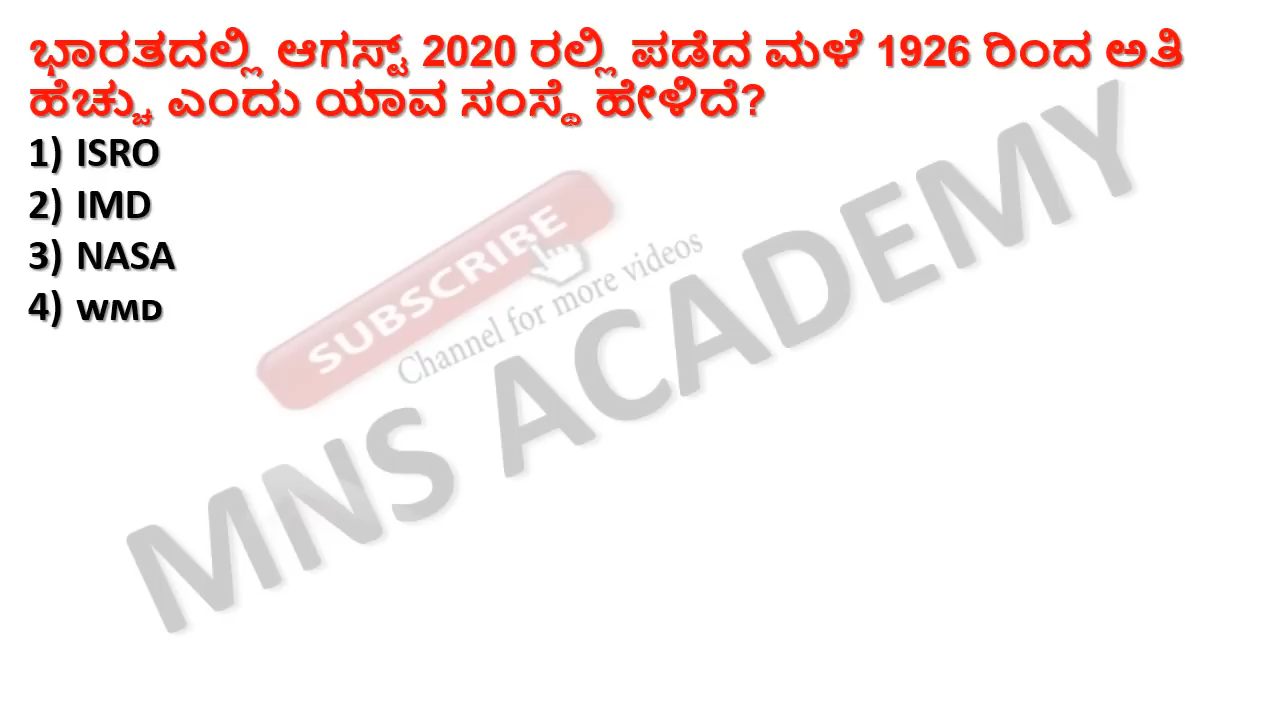 ಭಾರತದಲ್ಲಿ ಆಗಸ್ಟ್ 2020 ರಲ್ಲಿ ಪಡೆದ ಮಳೆ 1926 ರಿಂದ ಅತಿ
ಹೆಚ್ಚು ಎಂದು ಯಾವ ಸಂಸ್ಥೆ ಹೇಳಿದೆ?
1) ISRO
2) IMD
3) NASA
4) WMD
SUBSCRIBE
Channel for more videos
MNS ACADEMY